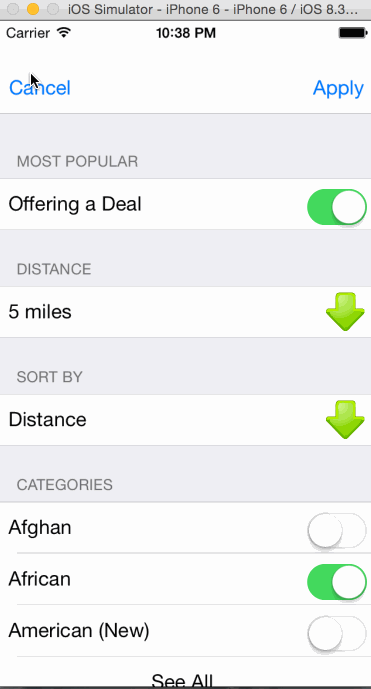 iOS Simulator - iPhone 6 - iPhone 6 / iOS 8.3...
Carrier 10:38 PM
Cancel Apply
MOST POPULAR
Offering a Deal
DISTANCE
5 miles
SORT BY
Distance
CATEGORIES
Afghan
African
American (New)
See All